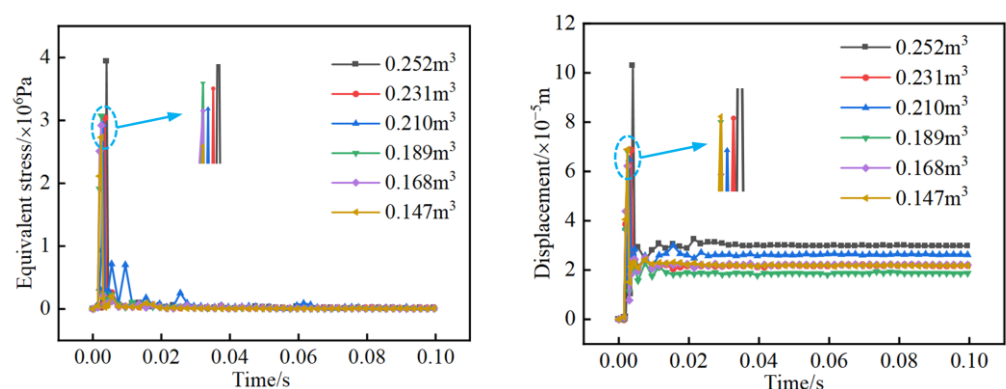 Equivalent stress/×10⁶Pa
4
3
2
1
0
0.252m³
0.231m³
0.210m³
0.189m³
0.168m³
0.147m³
0.00 0.02 0.04 0.06 0.08 0.10
Time/s
Displacement/×10⁻⁵m
12
10
8
6
4
2
0
0.252m³
0.231m³
0.210m³
0.189m³
0.168m³
0.147m³
0.00 0.02 0.04 0.06 0.08 0.10
Time/s